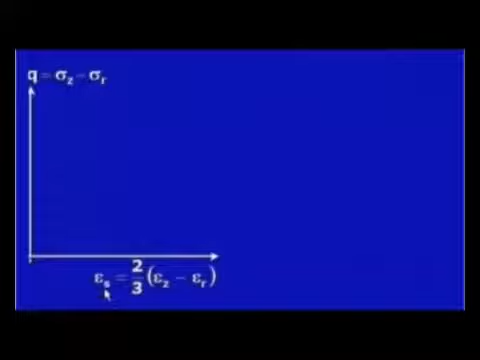 q = σz − σr
εs = 2/3 (εz − εr)